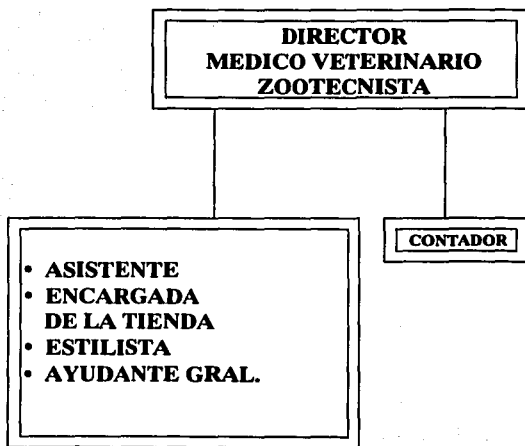 DIRECTOR
MEDICO VETERINARIO
ZOOTECNISTA
CONTADOR
• ASISTENTE
• ENCARGADA
DE LA TIENDA
• ESTILISTA
• AYUDANTE GRAL.